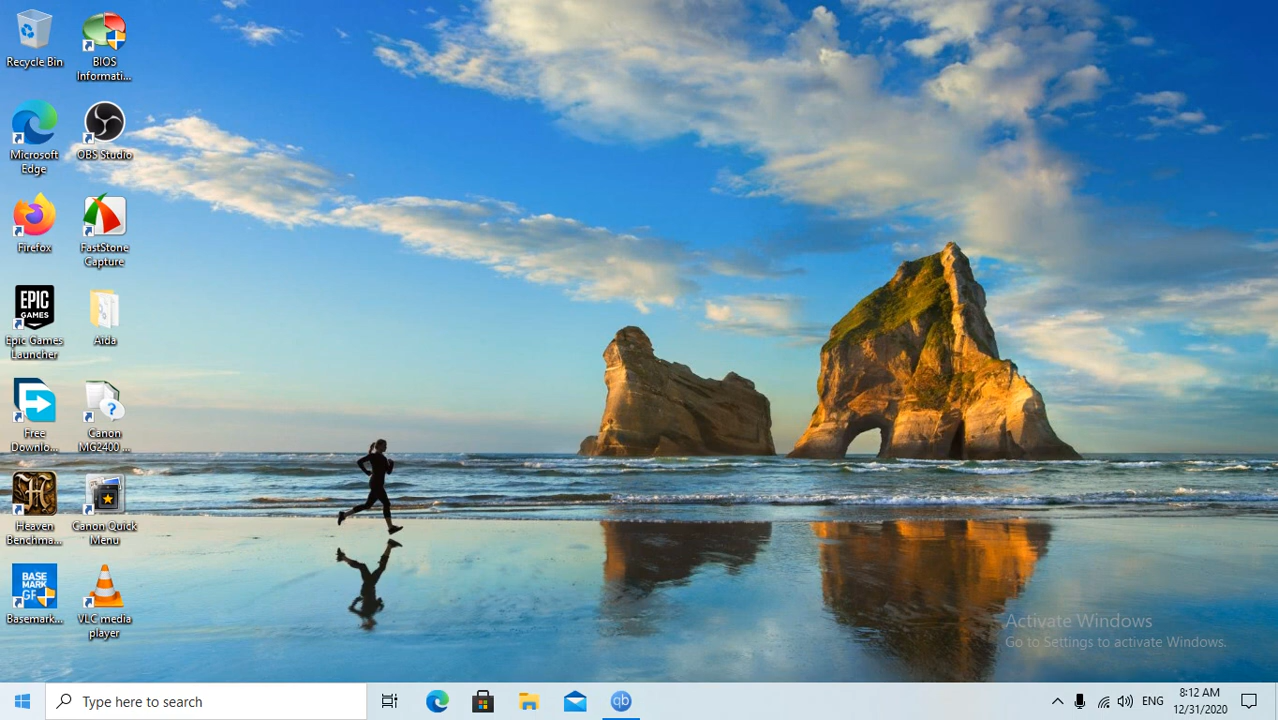 Recycle Bin
BIOS
Informati...
Microsoft
Edge
OBS Studio
Firefox
FastStone
Capture
EPIC
GAMES
Epic Games
Launcher
Aida
Free
Downlo...
Canon
MG2400 ...
Heaven
Benchma...
Canon Quick
Menu
BASE
MARK
GF
Basemark...
VLC media
player
Activate Windows
Go to Settings to activate Windows.
Type here to search
qb
ENG
8:12 AM
12/31/2020